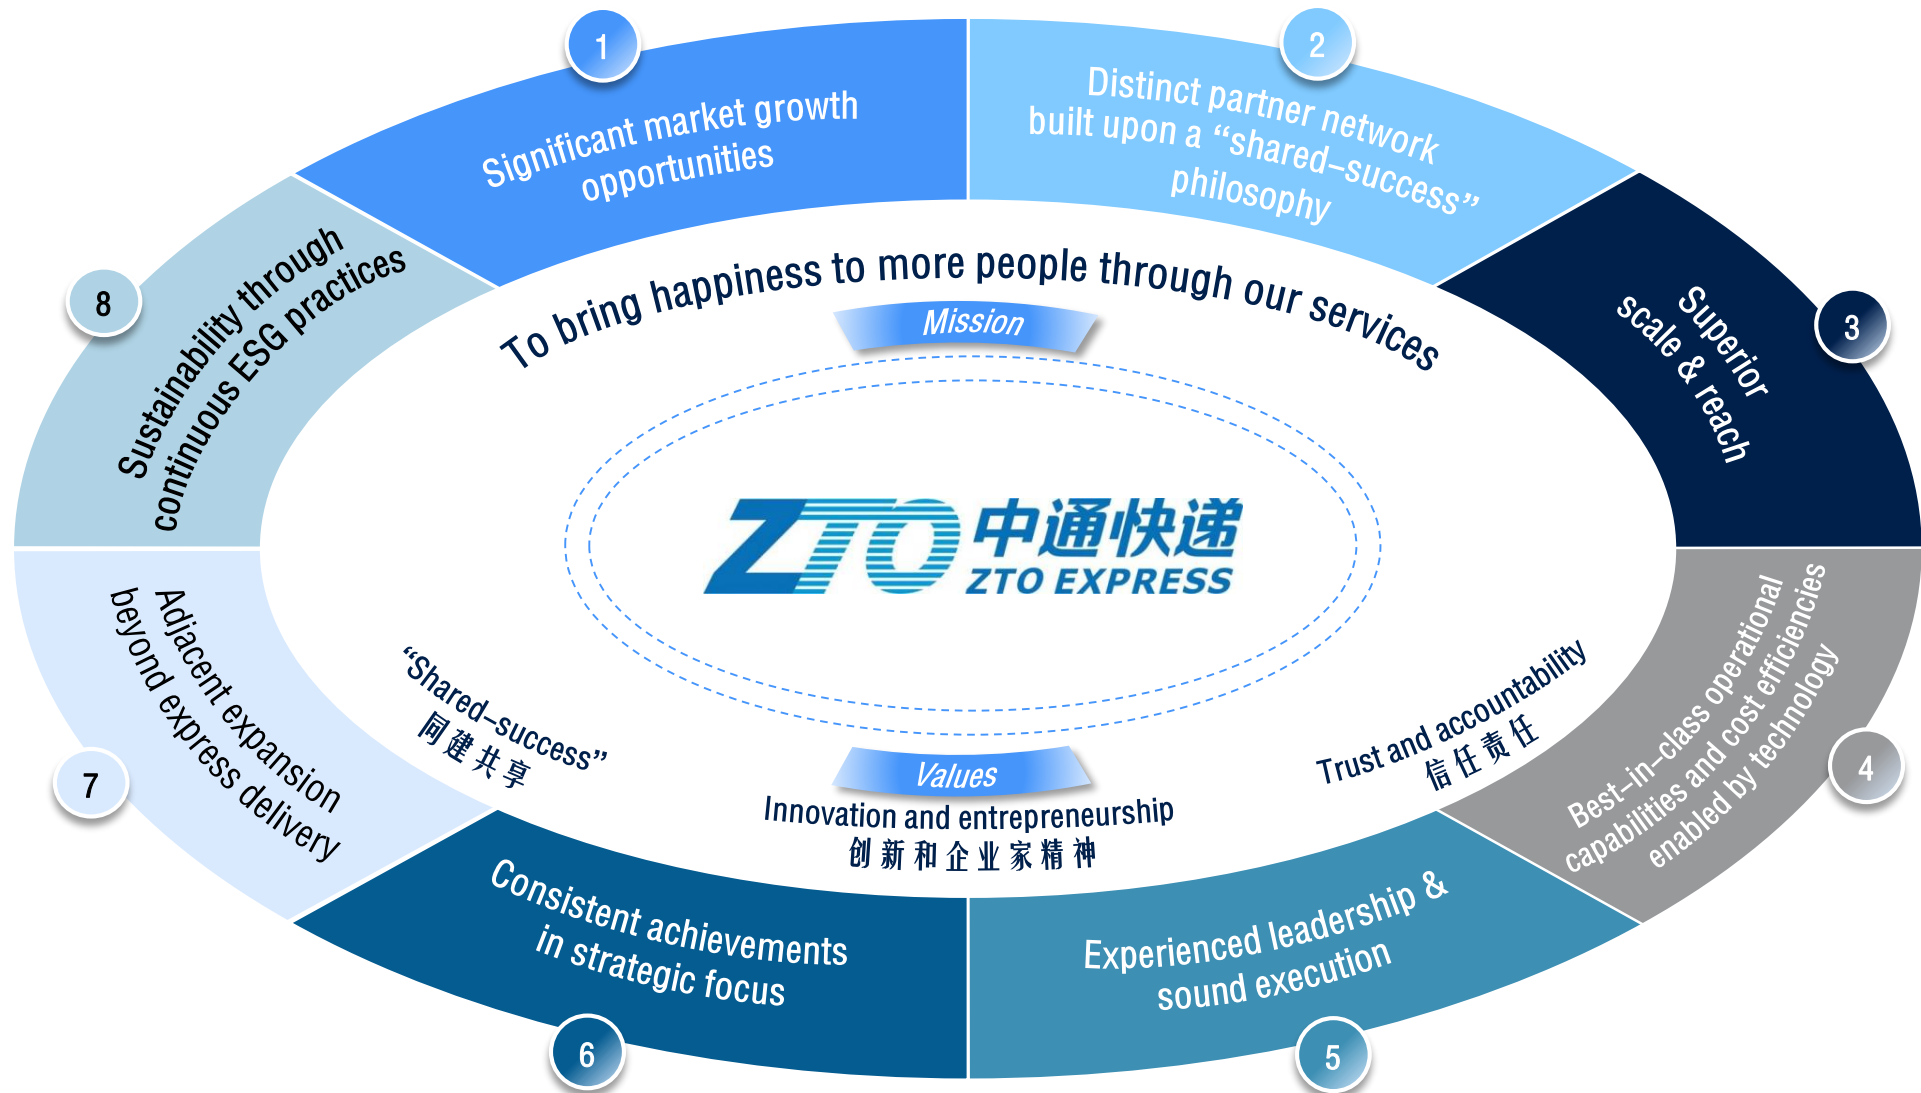 1
Significant market growth
opportunities
2
Distinct partner network
built upon a “shared–success”
philosophy
3
Superior
scale & reach
4
Best–in–class operational
capabilities and cost efficiencies
enabled by technology
5
Experienced leadership &
sound execution
6
Consistent achievements
in strategic focus
7
Adjacent expansion
beyond express delivery
8
Sustainability through
continuous ESG practices
To bring happiness to more people through our services
Mission
ZTO 中通快递
ZTO EXPRESS
Values
“Shared–success”
同建共享
Innovation and entrepreneurship
创新和企业家精神
Trust and accountability
信任责任